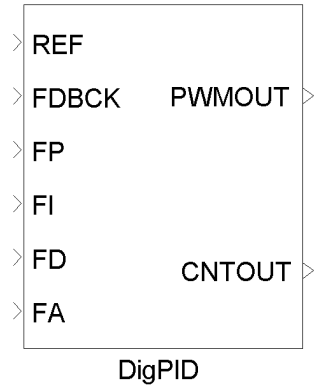 REF
FDBCK
PWMOUT
FP
FI
FD
CNTOUT
FA
DigPID